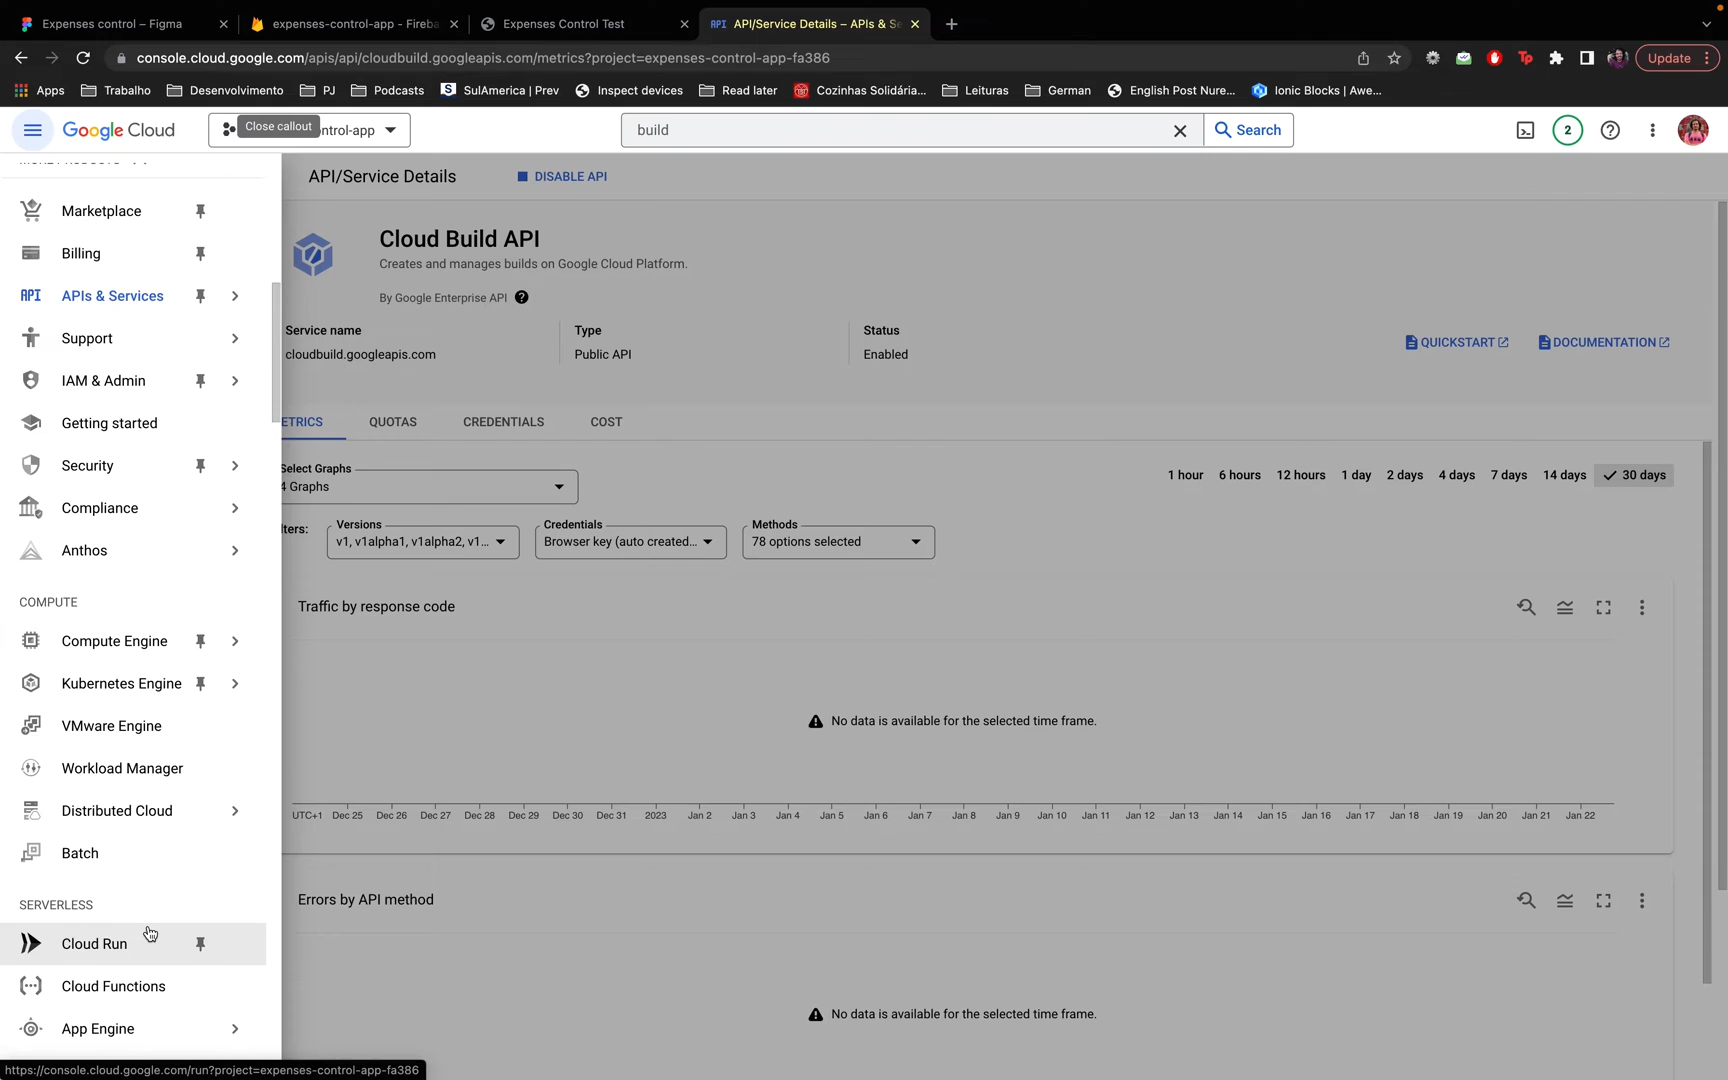 Expenses control – Figma
expenses-control-app - Fireba
Expenses Control Test
API API/Service Details – APIs & Se
console.cloud.google.com/apis/api/cloudbuild.googleapis.com/metrics?project=expenses-control-app-fa386
Update
Apps
Trabalho
Desenvolvimento
PJ
Podcasts
SulAmerica | Prev
Inspect devices
Read later
Cozinhas Solidária...
Leituras
German
English Post Nure...
Ionic Blocks | Awe...
Google Cloud
Close callout
ntrol-app
build
Search
2
Marketplace
Billing
API APIs & Services
Support
IAM & Admin
Getting started
Security
Compliance
Anthos
COMPUTE
Compute Engine
Kubernetes Engine
VMware Engine
Workload Manager
Distributed Cloud
Batch
SERVERLESS
Cloud Run
Cloud Functions
App Engine
https://console.cloud.google.com/run?project=expenses-control-app-fa386
API/Service Details
DISABLE API
Cloud Build API
Creates and manages builds on Google Cloud Platform.
By Google Enterprise API
Service name
cloudbuild.googleapis.com
Type
Public API
Status
Enabled
QUICKSTART
DOCUMENTATION
ETRICS
QUOTAS
CREDENTIALS
COST
Select Graphs
4 Graphs
1 hour
6 hours
12 hours
1 day
2 days
4 days
7 days
14 days
30 days
lters:
Versions
v1, v1alpha1, v1alpha2, v1...
Credentials
Browser key (auto created...
Methods
78 options selected
Traffic by response code
No data is available for the selected time frame.
UTC+1 Dec 25 Dec 26 Dec 27 Dec 28 Dec 29 Dec 30 Dec 31 2023 Jan 2 Jan 3 Jan 4 Jan 5 Jan 6 Jan 7 Jan 8 Jan 9 Jan 10 Jan 11 Jan 12 Jan 13 Jan 14 Jan 15 Jan 16 Jan 17 Jan 18 Jan 19 Jan 20 Jan 21 Jan 22
Errors by API method
No data is available for the selected time frame.